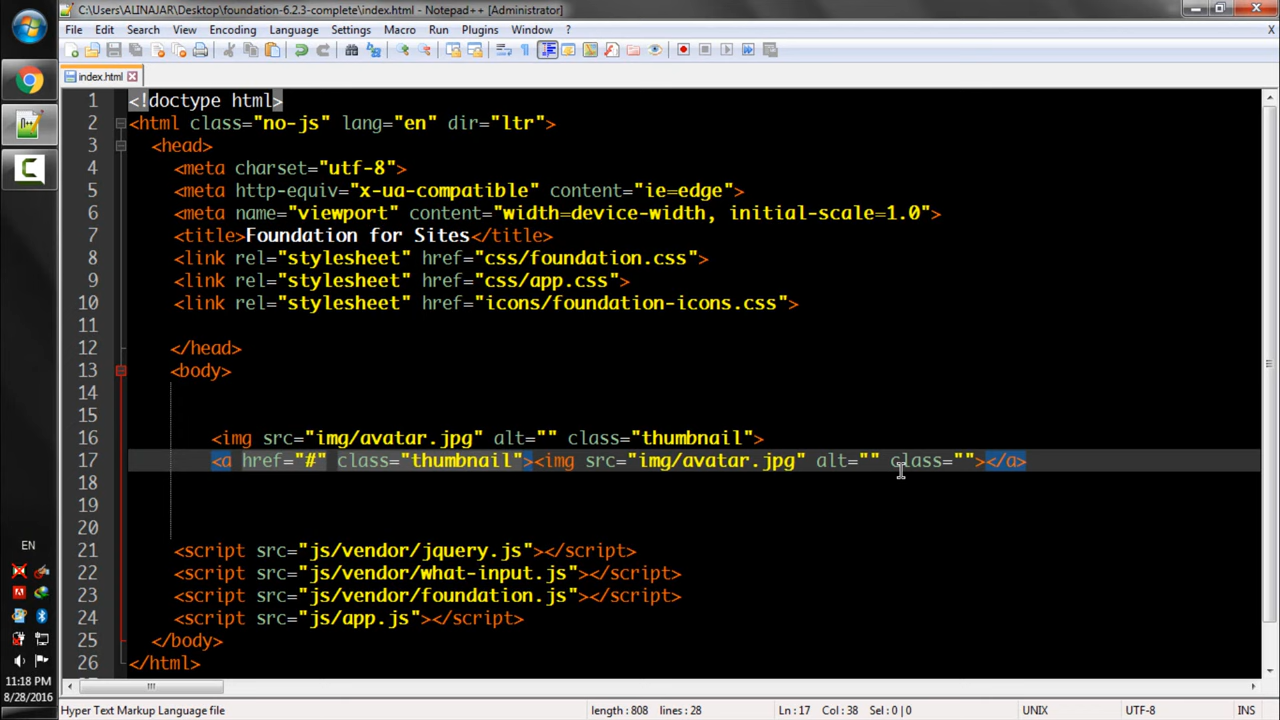 C:\Users\ALINAJAR\Desktop\foundation-6.2.3-complete\index.html - Notepad++ [Administrator]
File Edit Search View Encoding Language Settings Macro Run Plugins Window ? X
index.html
1 <!doctype html>
2 <html class="no-js" lang="en" dir="ltr">
3 <head>
4 <meta charset="utf-8">
5 <meta http-equiv="x-ua-compatible" content="ie=edge">
6 <meta name="viewport" content="width=device-width, initial-scale=1.0">
7 <title>Foundation for Sites</title>
8 <link rel="stylesheet" href="css/foundation.css">
9 <link rel="stylesheet" href="css/app.css">
10 <link rel="stylesheet" href="icons/foundation-icons.css">
11
12 </head>
13 <body>
14
15
16 <img src="img/avatar.jpg" alt="" class="thumbnail">
17 <a href="#" class="thumbnail"><img src="img/avatar.jpg" alt="" class=""></a>
18
19
20
21 <script src="js/vendor/jquery.js"></script>
22 <script src="js/vendor/what-input.js"></script>
23 <script src="js/vendor/foundation.js"></script>
24 <script src="js/app.js"></script>
25 </body>
26 </html>
EN
11:18 PM
8/28/2016
Hyper Text Markup Language file length : 808 lines : 28 Ln : 17 Col : 38 Sel : 0 | 0 UNIX UTF-8 INS